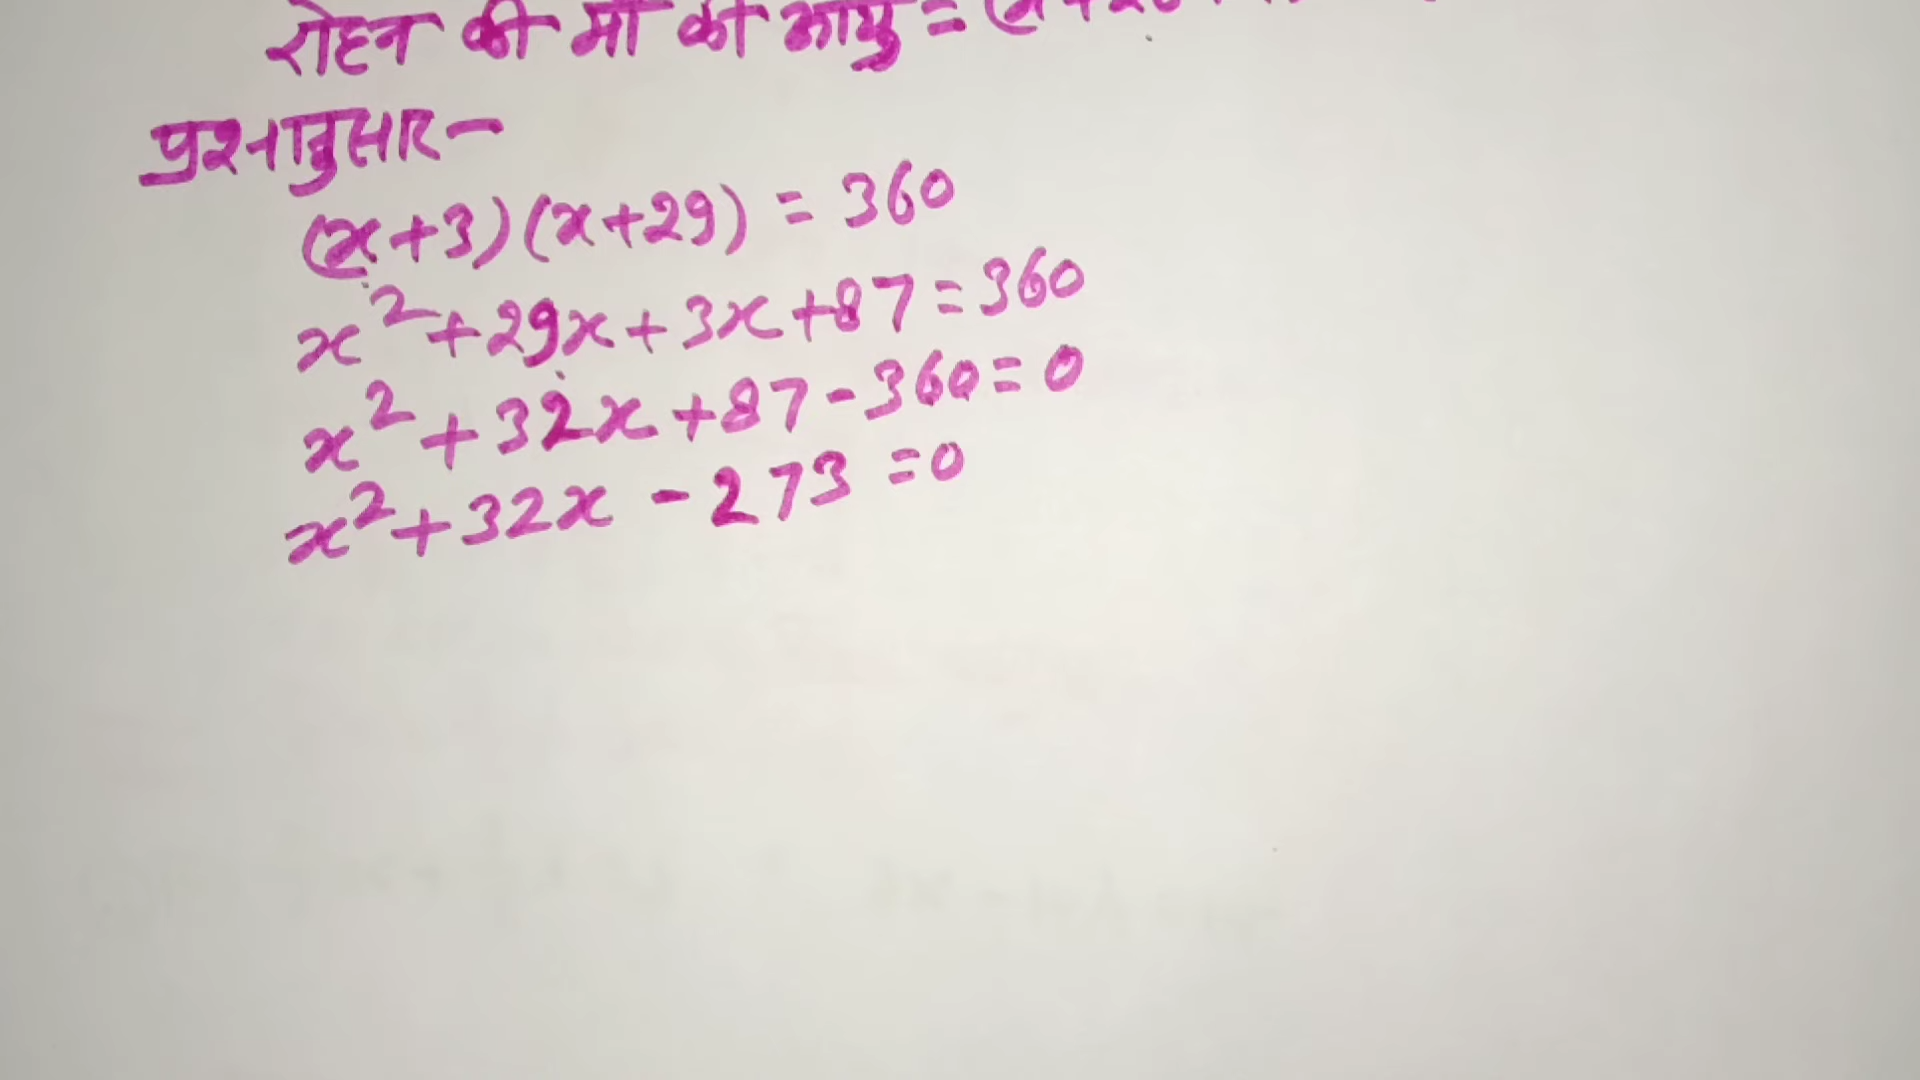 रोहन की माँ की आयु = (x+2
प्रश्नानुसार-
(x+3)(x+29) = 360
x²+29x+3x+87=360
x²+32x+87-360=0
x²+32x-273=0